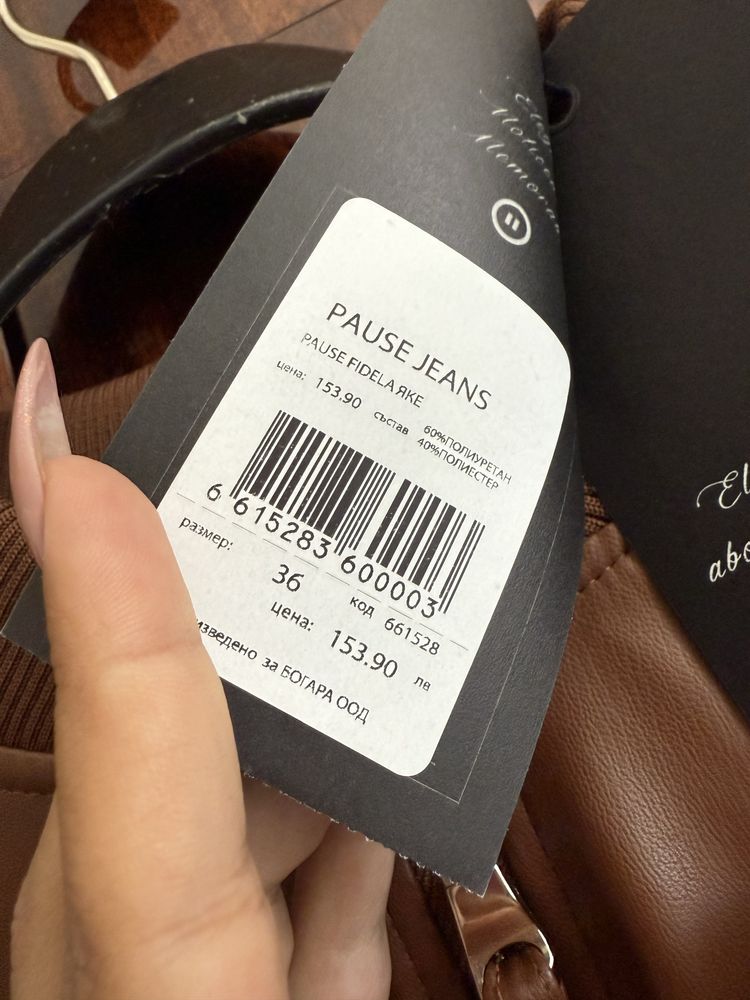 PAUSE JEANS
PAUSE FIDELA ЯКЕ
цена: 153.90 състав 60%ПОЛИУРЕТАН
40%ПОЛИЕСТЕР
6 615283 600003
размер: 36 код 661528
цена: 153.90 лв
за БОГАРА ООД